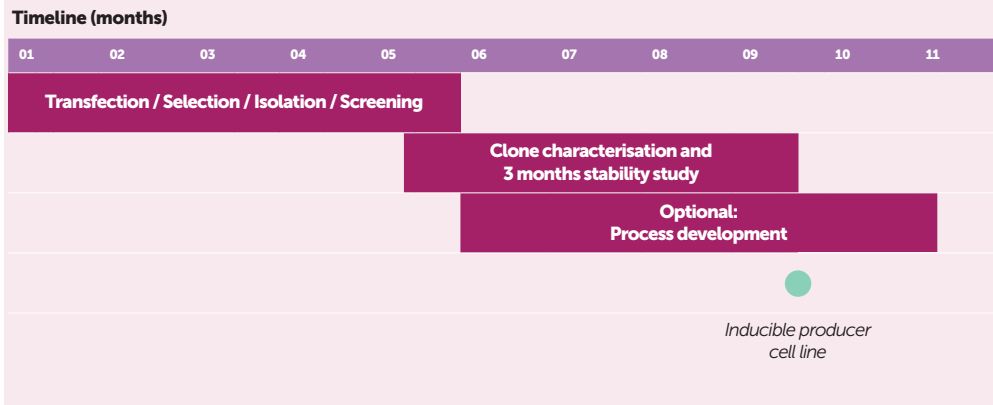 Timeline (months)
01 02 03 04 05 06 07 08 09 10 11
Transfection / Selection / Isolation / Screening
Clone characterisation and
3 months stability study
Optional:
Process development
Inducible producer
cell line